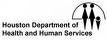 Houston Department of
Health and Human Services